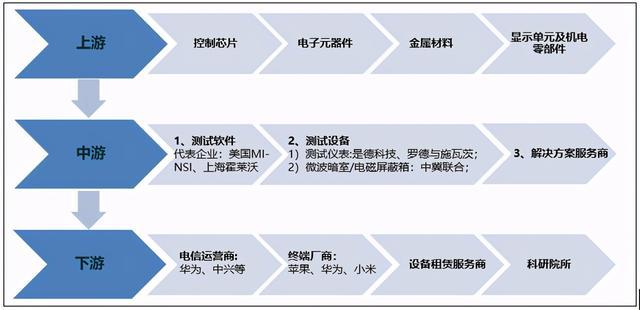 上游
控制芯片
电子元器件
金属材料
显示单元及机电
零部件
中游
1、测试软件
代表企业：美国MI-
NSI、上海霍莱沃
2、测试设备
1）测试仪表:是德科技、罗德与施瓦茨；
2）微波暗室/电磁屏蔽箱：中冀联合；
3、解决方案服务商
下游
电信运营商:
华为、中兴等
终端厂商：
苹果、华为、小米
设备租赁服务商
科研院所